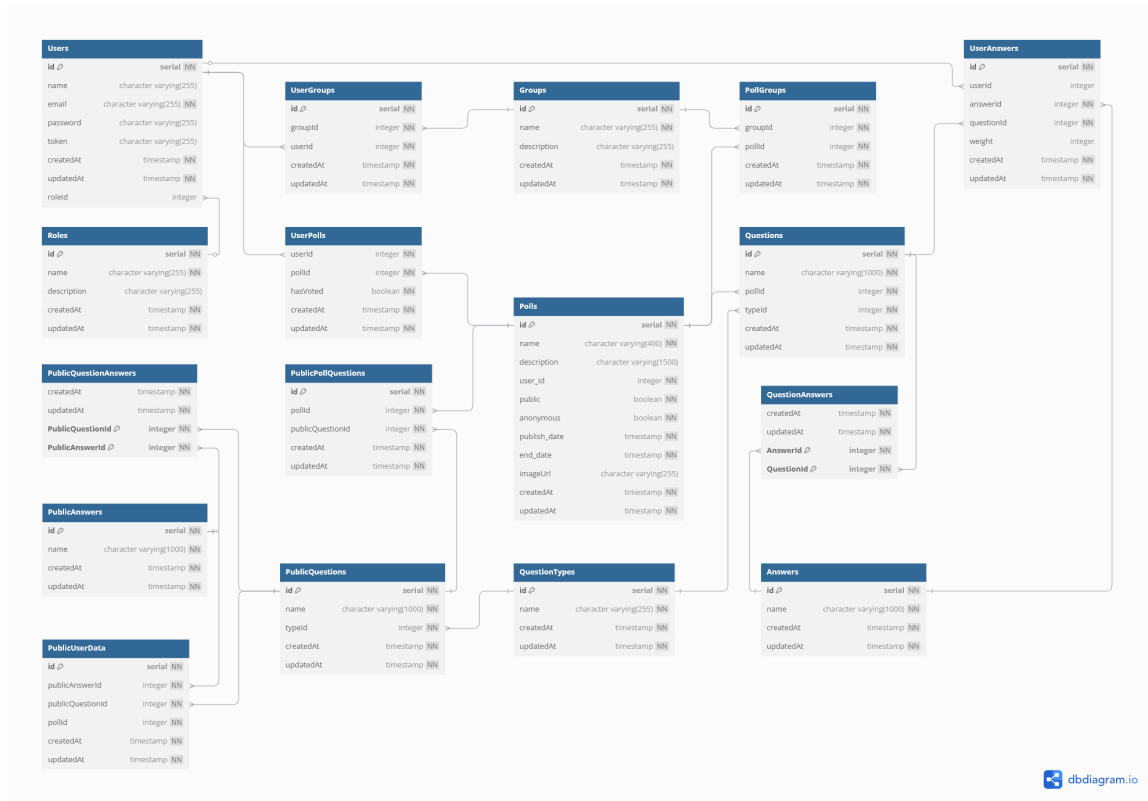 Users
id serial NN
name character varying(255)
email character varying(255) NN
password character varying(255)
token character varying(255)
createdAt timestamp NN
updatedAt timestamp NN
roleId integer
UserGroups
id serial NN
groupId integer NN
userId integer NN
createdAt timestamp NN
updatedAt timestamp NN
Groups
id serial NN
name character varying(255) NN
description character varying(255)
createdAt timestamp NN
updatedAt timestamp NN
PollGroups
id serial NN
groupId integer NN
pollId integer NN
createdAt timestamp NN
updatedAt timestamp NN
UserAnswers
id serial NN
userId integer
answerId integer NN
questionId integer NN
weight integer
createdAt timestamp NN
updatedAt timestamp NN
Roles
id serial NN
name character varying(255) NN
description character varying(255)
createdAt timestamp NN
updatedAt timestamp NN
UserPolls
userId integer NN
pollId integer NN
hasVoted boolean NN
createdAt timestamp NN
updatedAt timestamp NN
Polls
id serial NN
name character varying(400) NN
description character varying(1500)
user_id integer NN
public boolean NN
anonymous boolean NN
publish_date timestamp NN
end_date timestamp NN
imageUrl character varying(255)
createdAt timestamp NN
updatedAt timestamp NN
Questions
id serial NN
name character varying(1000) NN
pollId integer NN
typeId integer NN
createdAt timestamp NN
updatedAt timestamp NN
PublicQuestionAnswers
createdAt timestamp NN
updatedAt timestamp NN
PublicQuestionId integer NN
PublicAnswerId integer NN
PublicPollQuestions
id serial NN
pollId integer NN
publicQuestionId integer NN
createdAt timestamp NN
updatedAt timestamp NN
QuestionAnswers
createdAt timestamp NN
updatedAt timestamp NN
AnswerId integer NN
QuestionId integer NN
PublicAnswers
id serial NN
name character varying(1000) NN
createdAt timestamp NN
updatedAt timestamp NN
PublicQuestions
id serial NN
name character varying(1000) NN
typeId integer NN
createdAt timestamp NN
updatedAt timestamp NN
QuestionTypes
id serial NN
name character varying(255) NN
createdAt timestamp NN
updatedAt timestamp NN
Answers
id serial NN
name character varying(1000) NN
createdAt timestamp NN
updatedAt timestamp NN
PublicUserData
id serial NN
publicAnswerId integer NN
publicQuestionId integer NN
pollId integer NN
createdAt timestamp NN
updatedAt timestamp NN
dbdiagram.io